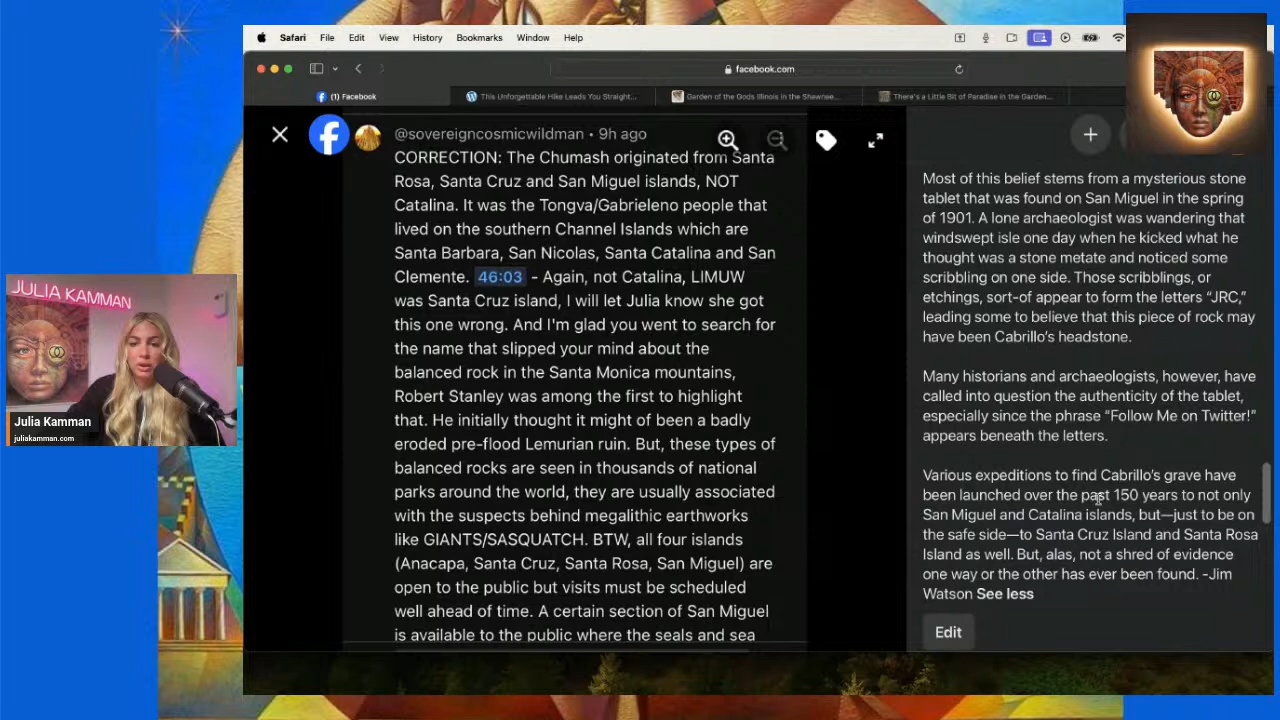 Safari File Edit View History Bookmarks Window Help
facebook.com
(1) Facebook
This Unforgettable Hike Leads You Straight...
Garden of the Gods Illinois in the Shawnee...
There's a Little Bit of Paradise in the Garden...
@sovereigncosmicwildman • 9h ago
CORRECTION: The Chumash originated from Santa
Rosa, Santa Cruz and San Miguel islands, NOT
Catalina. It was the Tongva/Gabrieleno people that
lived on the southern Channel Islands which are
Santa Barbara, San Nicolas, Santa Catalina and San
Clemente. 46:03 - Again, not Catalina, LIMUW
was Santa Cruz island, I will let Julia know she got
this one wrong. And I'm glad you went to search for
the name that slipped your mind about the
balanced rock in the Santa Monica mountains,
Robert Stanley was among the first to highlight
that. He initially thought it might of been a badly
eroded pre-flood Lemurian ruin. But, these types of
balanced rocks are seen in thousands of national
parks around the world, they are usually associated
with the suspects behind megalithic earthworks
like GIANTS/SASQUATCH. BTW, all four islands
(Anacapa, Santa Cruz, Santa Rosa, San Miguel) are
open to the public but visits must be scheduled
well ahead of time. A certain section of San Miguel
is available to the public where the seals and sea
Most of this belief stems from a mysterious stone
tablet that was found on San Miguel in the spring
of 1901. A lone archaeologist was wandering that
windswept isle one day when he kicked what he
thought was a stone metate and noticed some
scribbling on one side. Those scribblings, or
etchings, sort-of appear to form the letters “JRC,”
leading some to believe that this piece of rock may
have been Cabrillo’s headstone.
Many historians and archaeologists, however, have
called into question the authenticity of the tablet,
especially since the phrase “Follow Me on Twitter!”
appears beneath the letters.
Various expeditions to find Cabrillo’s grave have
been launched over the past 150 years to not only
San Miguel and Catalina islands, but—just to be on
the safe side—to Santa Cruz Island and Santa Rosa
Island as well. But, alas, not a shred of evidence
one way or the other has ever been found. -Jim
Watson See less
Edit
JULIA KAMMAN
Julia Kamman
juliakamman.com